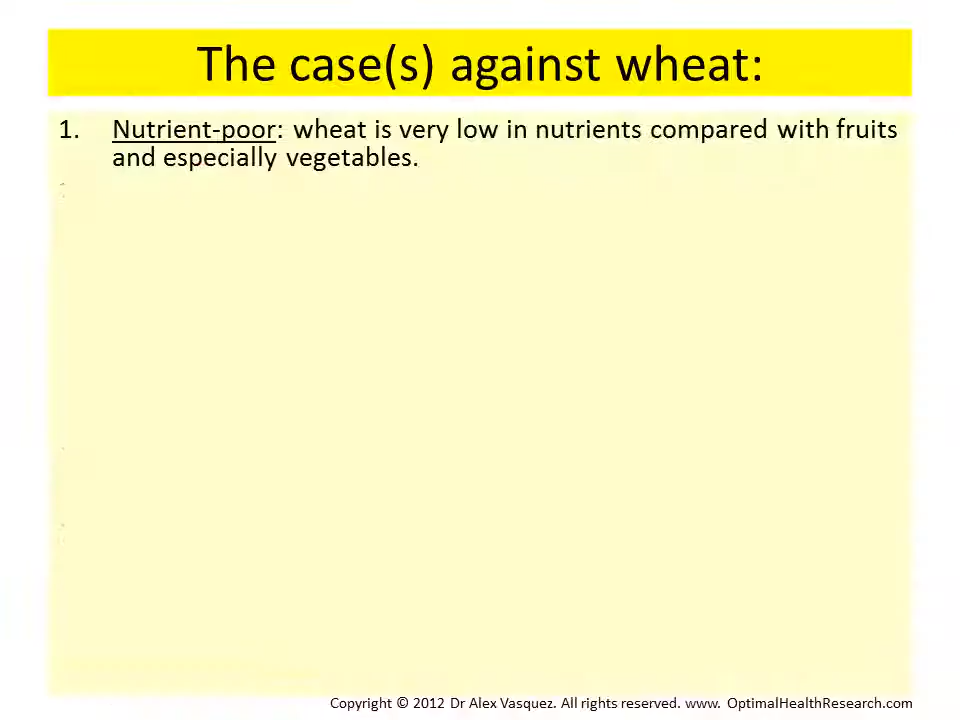 The case(s) against wheat:
1. Nutrient-poor: wheat is very low in nutrients compared with fruits
and especially vegetables.
Copyright © 2012 Dr Alex Vasquez. All rights reserved. www. OptimalHealthResearch.com